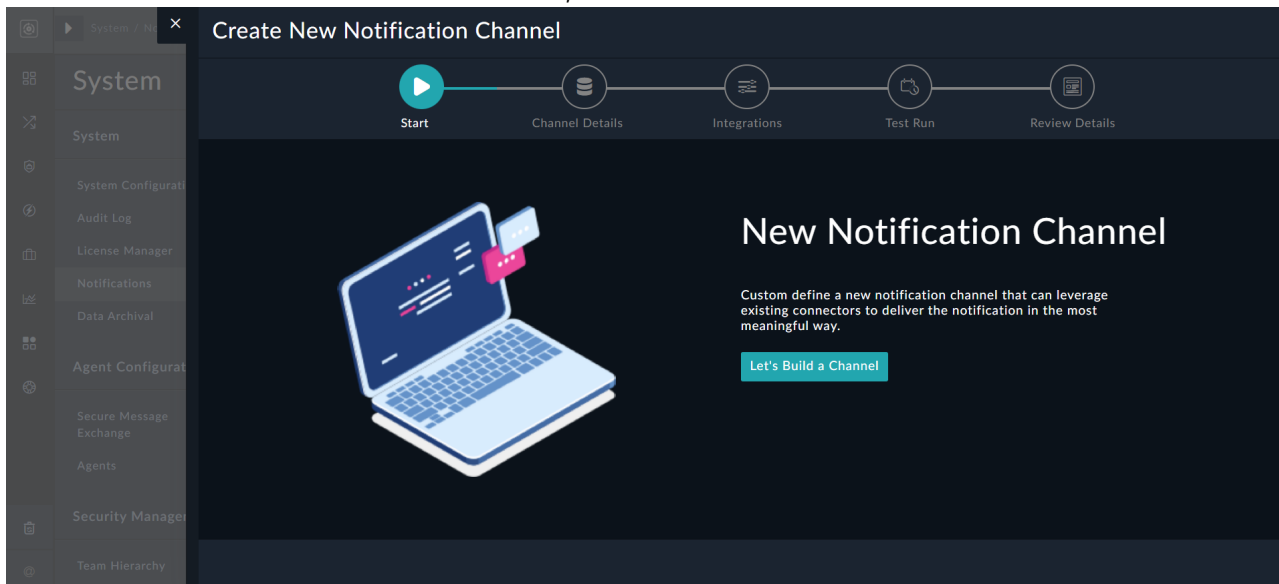 System / No
Create New Notification Channel
System
Start
Channel Details
Integrations
Test Run
Review Details
System
System Configurati
Audit Log
License Manager
Notifications
Data Archival
Agent Configurat
Secure Message
Exchange
Agents
Security Manager
Team Hierarchy
New Notification Channel
Custom define a new notification channel that can leverage
existing connectors to deliver the notification in the most
meaningful way.
Let's Build a Channel